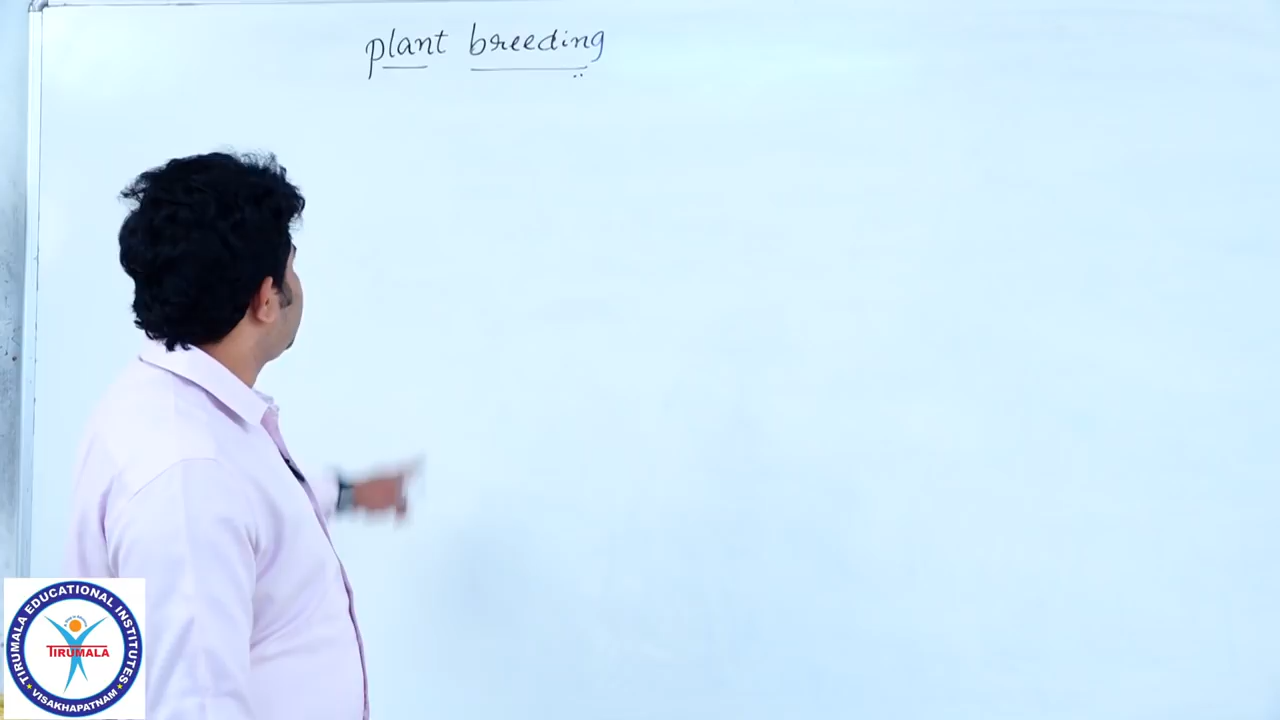 plant breeding
TIRUMALA EDUCATIONAL INSTITUTES
TIRUMALA
VISAKHAPATNAM